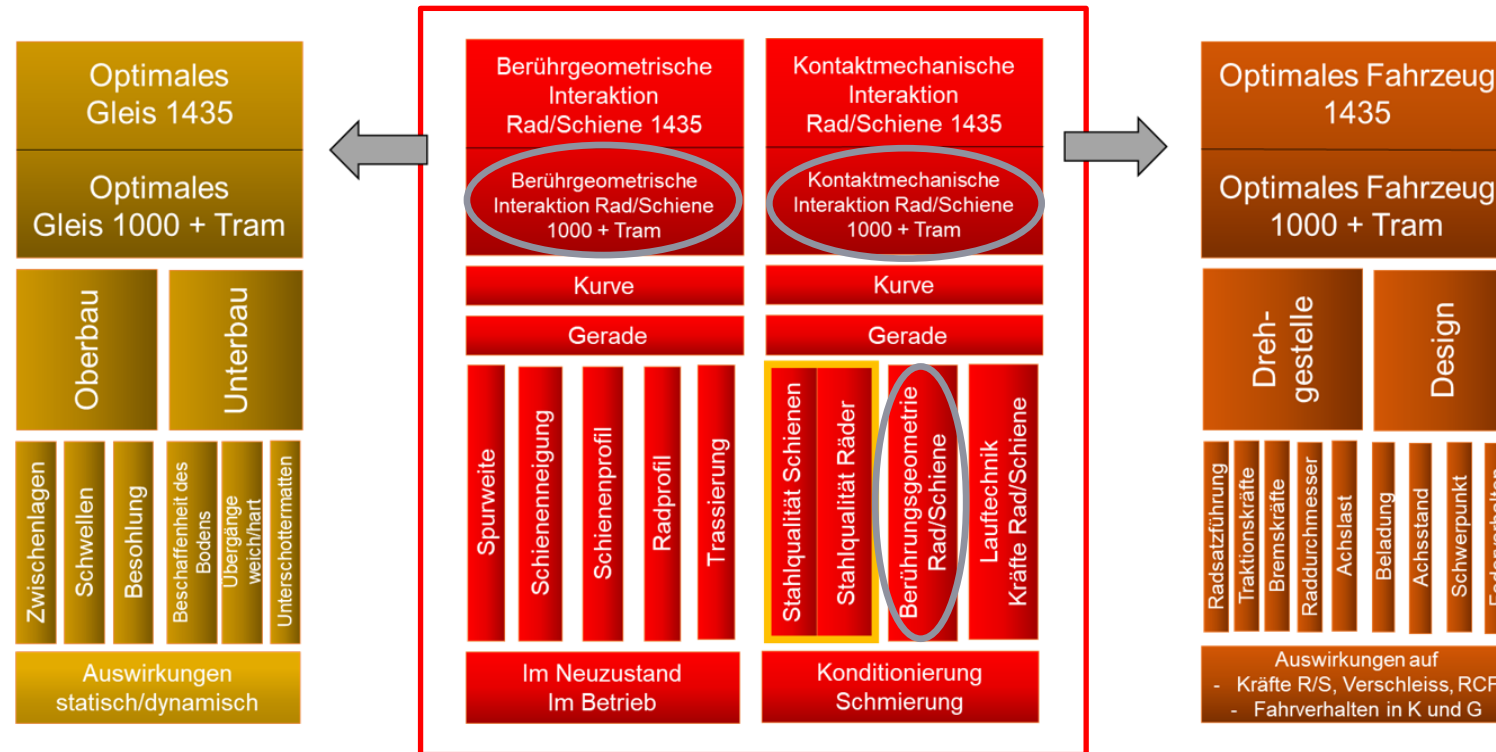 Optimales
Gleis 1435
Optimales
Gleis 1000 + Tram
Oberbau
Unterbau
Zwischenlagen
Schwellen
Besohlung
Beschaffenheit des
Bodens
Übergänge
weich/hart
Unterschottermatten
Auswirkungen
statisch/dynamisch
Berührgeometrische
Interaktion
Rad/Schiene 1435
Berührgeometrische
Interaktion Rad/Schiene
1000 + Tram
Kurve
Gerade
Spurweite
Schienenneigung
Schienenprofil
Radprofil
Trassierung
Im Neuzustand
Im Betrieb
Kontaktmechanische
Interaktion
Rad/Schiene 1435
Kontaktmechanische
Interaktion Rad/Schiene
1000 + Tram
Kurve
Gerade
Stahlqualität Schienen
Stahlqualität Räder
Berührungsgeometrie
Rad/Schiene
Lauftechnik
Kräfte Rad/Schiene
Konditionierung
Schmierung
Optimales Fahrzeug
1435
Optimales Fahrzeug
1000 + Tram
Dreh-
gestelle
Design
Radsatzführung
Traktionskräfte
Bremskräfte
Raddurchmesser
Achslast
Beladung
Achsstand
Schwerpunkt
Auswirkungen auf
- Kräfte R/S, Verschleiss, RCF
- Fahrverhalten in K und G